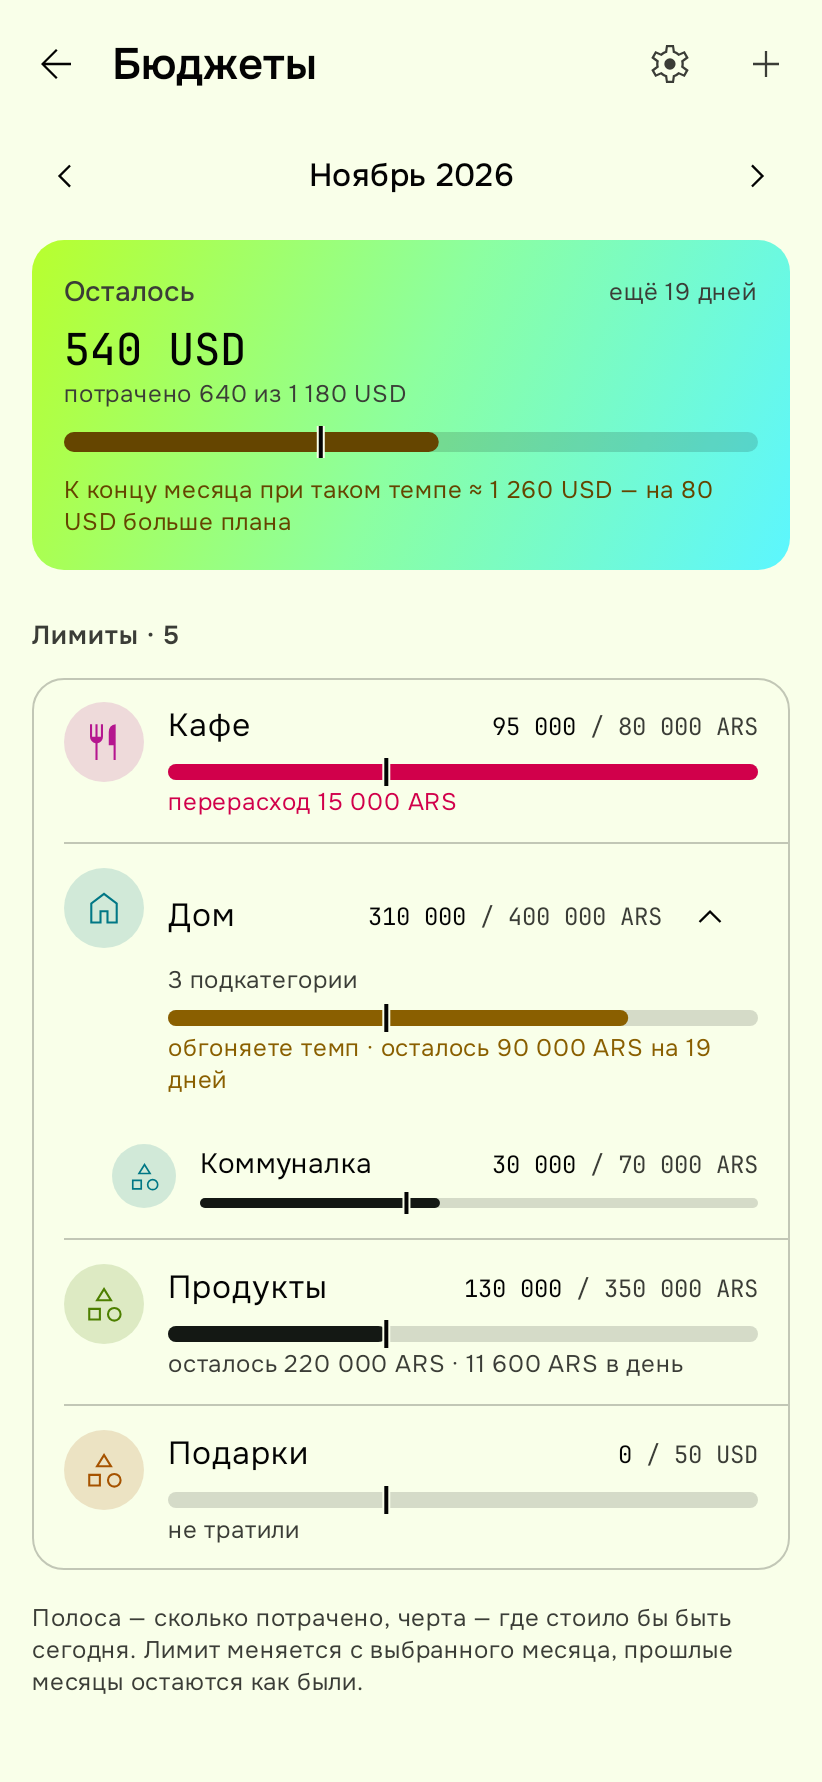 Бюджеты
Ноябрь 2026
Осталось
ещё 19 дней
540 USD
потрачено 640 из 1 180 USD
К концу месяца при таком темпе ≈ 1 260 USD — на 80
USD больше плана
Лимиты · 5
Кафе
95 000 / 80 000 ARS
перерасход 15 000 ARS
Дом
310 000 / 400 000 ARS
3 подкатегории
обгоняете темп · осталось 90 000 ARS на 19
дней
Коммуналка
30 000 / 70 000 ARS
Продукты
130 000 / 350 000 ARS
осталось 220 000 ARS · 11 600 ARS в день
Подарки
0 / 50 USD
не тратили
Полоса — сколько потрачено, черта — где стоило бы быть
сегодня. Лимит меняется с выбранного месяца, прошлые
месяцы остаются как были.